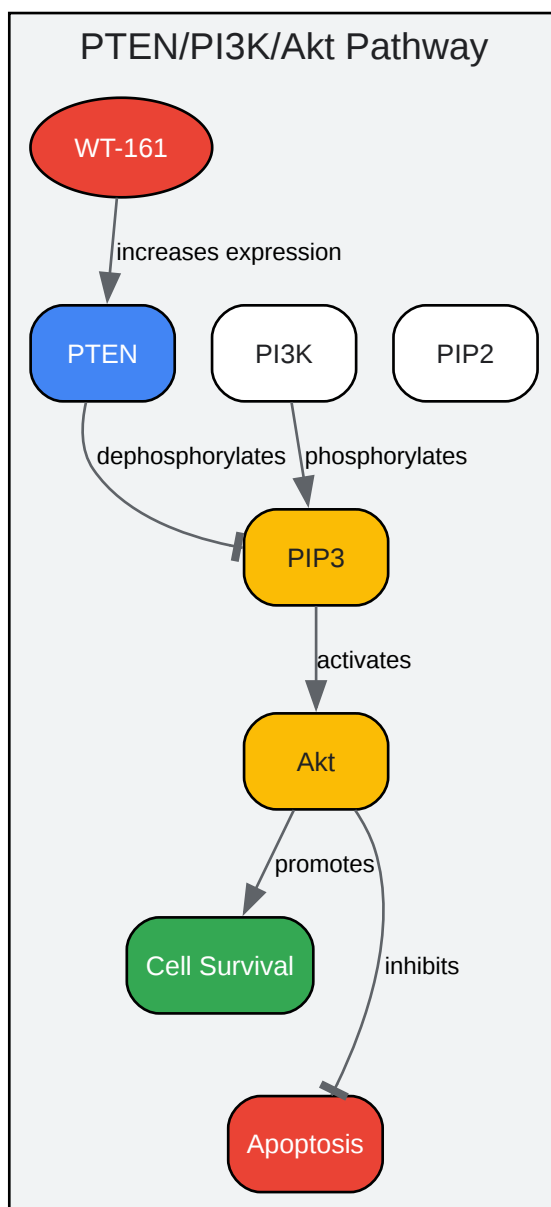 PTEN/PI3K/Akt Pathway
WT-161
increases expression
PTEN
PI3K
PIP2
dephosphorylates
phosphorylates
PIP3
activates
Akt
promotes
Cell Survival
inhibits
Apoptosis